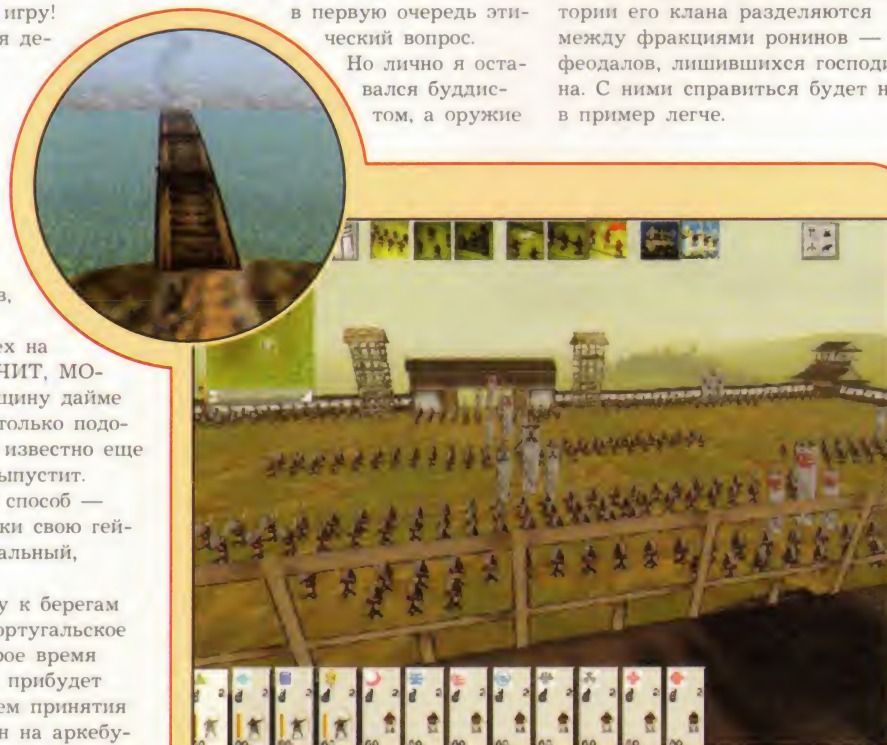 игру!
я де-
в,
ех на
НИТ, МО-
щину дайме
только подо-
известно еще
ыпустит.
способ —
ки свою гей-
альный,
у к берегам
ортугальское
рое время
прибудет
ем принятия
н на аркебу-
в первую очередь эти-
ческий вопрос.
Но лично я оста-
вался буддис-
том, а оружие
тории его клана разделяются
между фракциями ронинов —
феодалов, лишившихся господи
на. С ними справиться будет н
в пример легче.